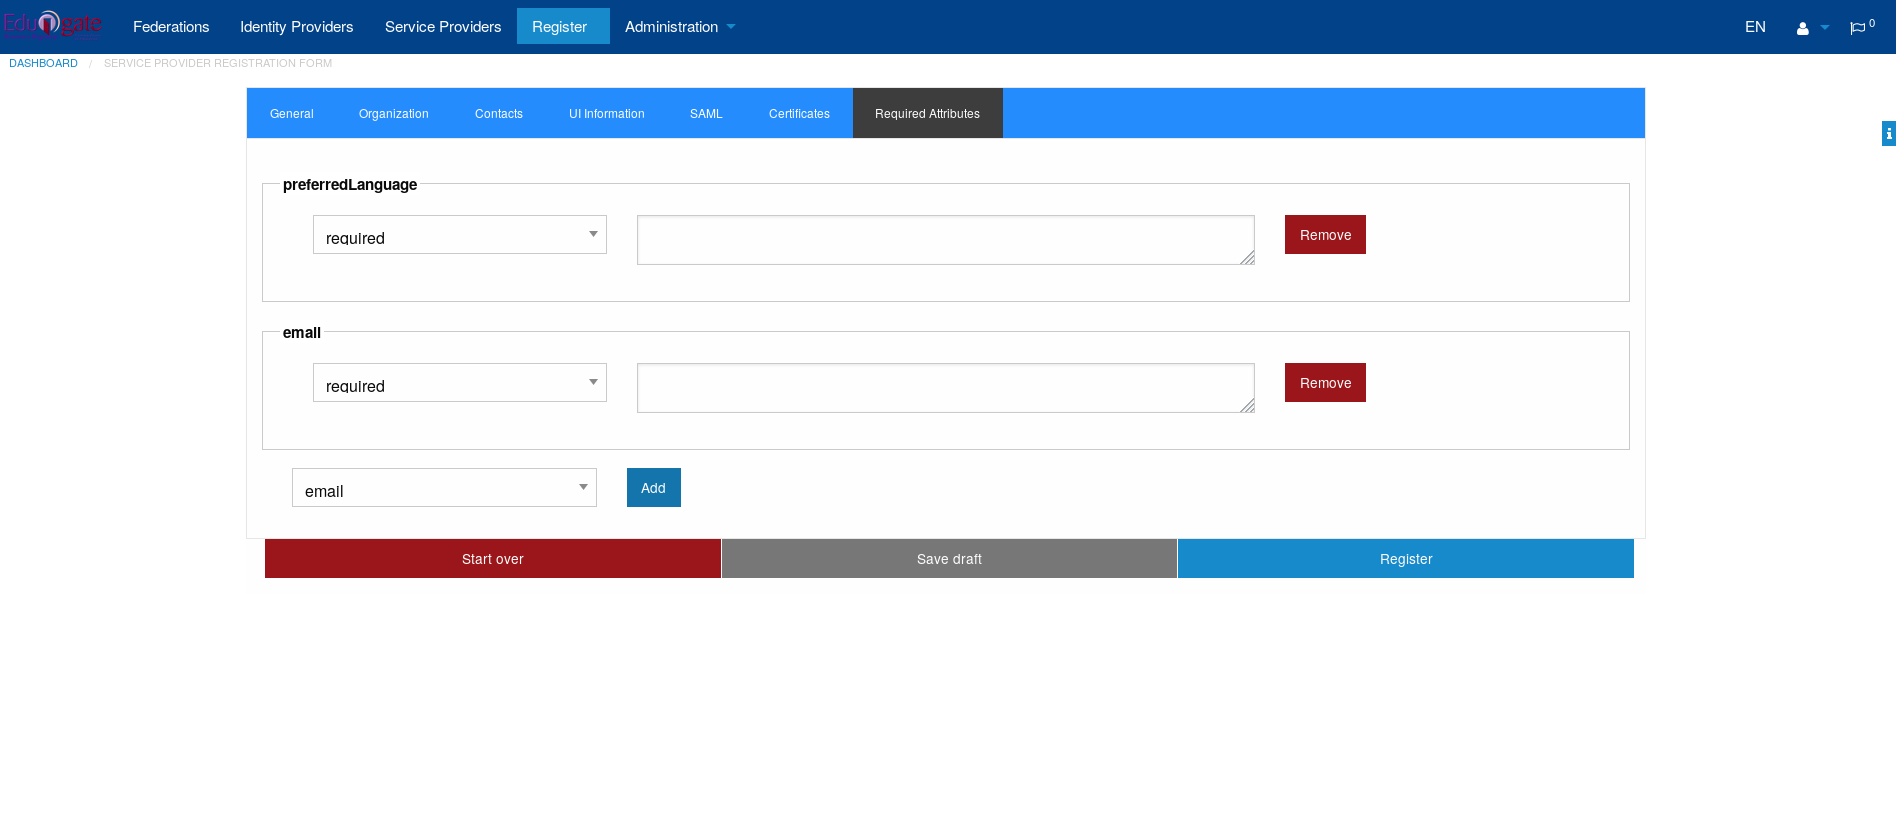 Edugate Federations Identity Providers Service Providers Register Administration EN 0
DASHBOARD / SERVICE PROVIDER REGISTRATION FORM
General Organization Contacts UI Information SAML Certificates Required Attributes
preferredLanguage
required Remove
email
required Remove
email Add
Start over Save draft Register